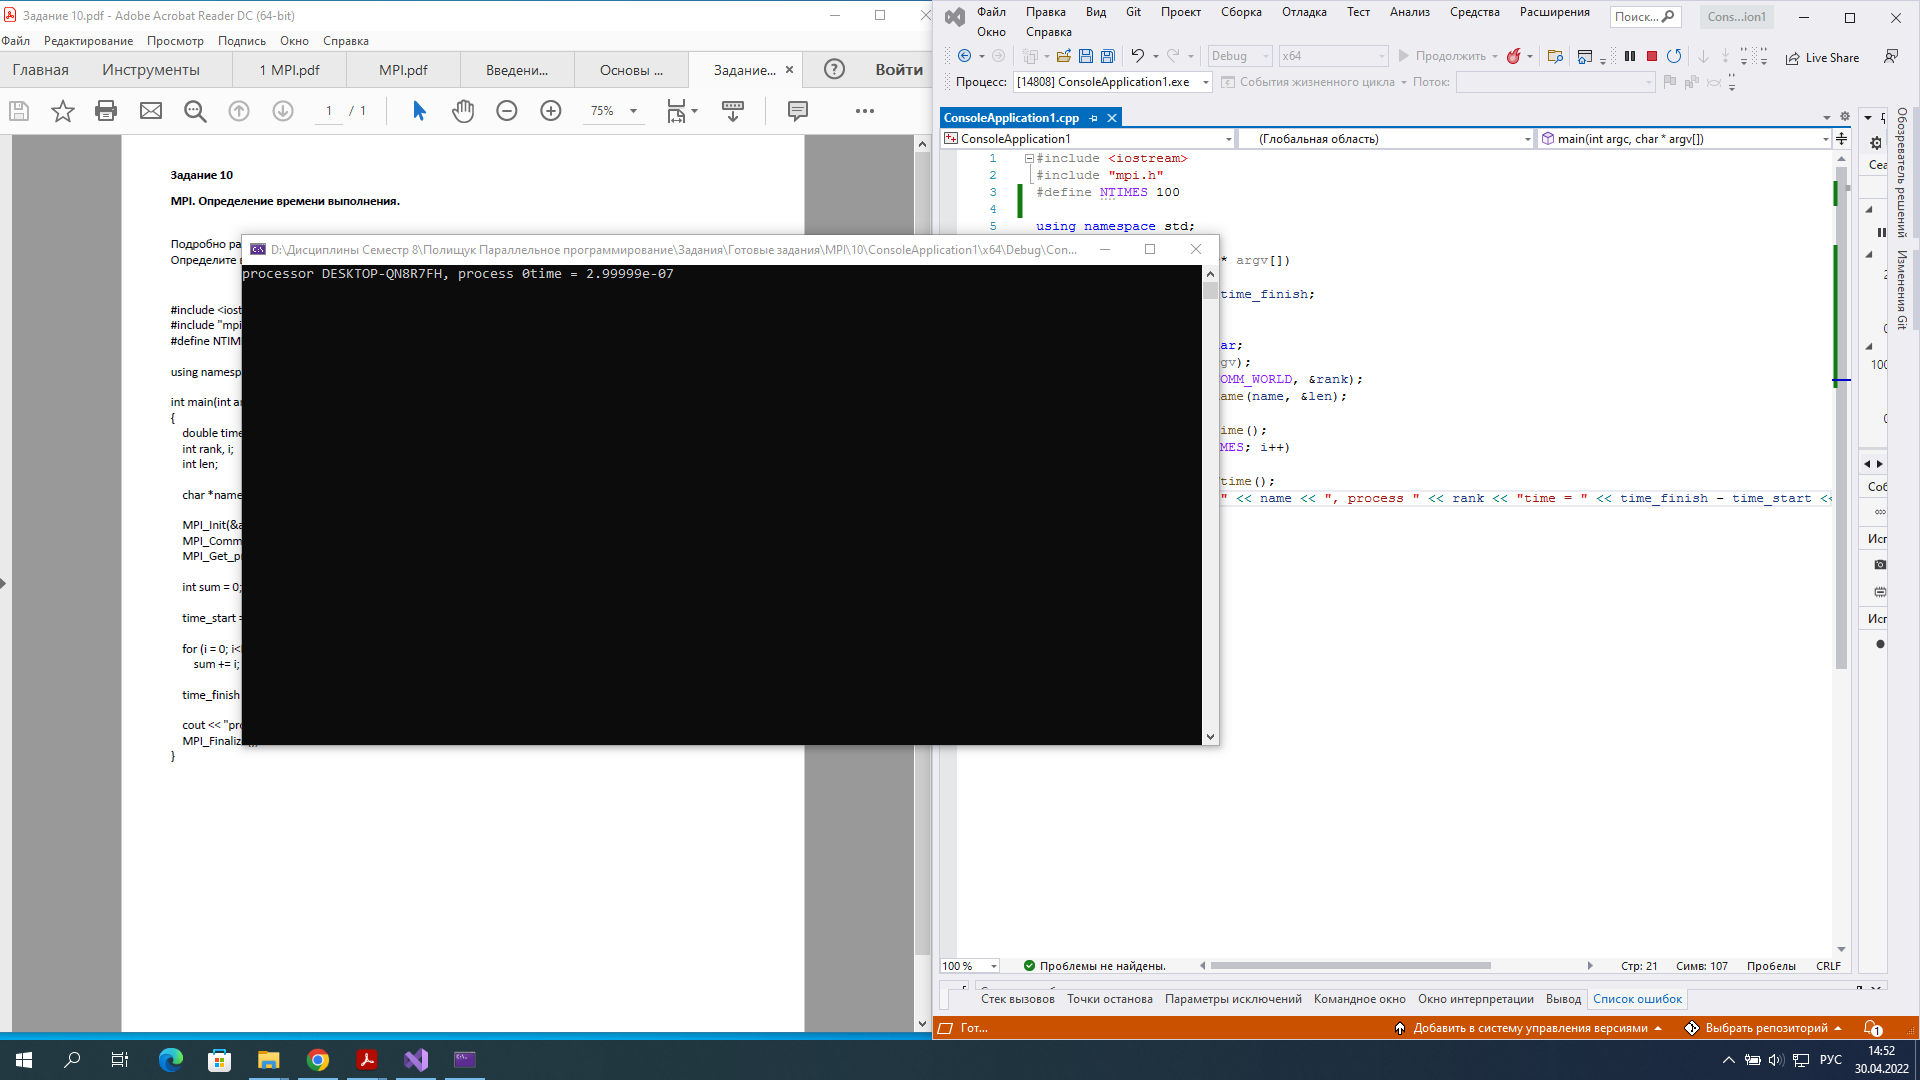 Задание 10.pdf - Adobe Acrobat Reader DC (64-bit)
Файл Редактирование Просмотр Подпись Окно Справка
Главная Инструменты 1 MPI.pdf MPI.pdf Введени... Основы ... Задание... Войти
1 / 1 75%
Задание 10
MPI. Определение времени выполнения.
Подробно
Определите
#include
#include "mpi
#define
using
int main(int
{
double
int rank, i;
int len;
char *name
MPI_Init(&a
MPI_Comm
int sum = 0;
time_start =
for (i = 0;
sum += i;
time_finish
cout <<
}
D:\Дисциплины Семестр 8\Полищук Параллельное программирование\Задания\Готовые задания\MPI\10\ConsoleApplication1\x64\Debug\Con...
processor DESKTOP-QN8R7FH, process 0time = 2.99999e-07
Файл Правка Вид Git Проект Сборка Отладка Тест Анализ Средства Расширения Поиск... Cons...ion1
Окно Справка
Debug x64 Продолжить Live Share
Процесс: [14808] ConsoleApplication1.exe События жизненного цикла Поток:
ConsoleApplication1.cpp
ConsoleApplication1 (Глобальная область) main(int argc, char * argv[])
1 #include <iostream>
2 #include "mpi.h"
3 #define NTIMES 100
4
5 using namespace std;
* argv[])
time_finish;
ar;
gv);
OMM_WORLD, &rank);
ame(name, &len);
ime();
MES; i++)
time();
" << name << ", process " << rank << "time = " << time_finish - time_start <<
Обозреватель решений
Изменения Git
100 % Проблемы не найдены. Стр: 21 Симв: 107 Пробелы CRLF
Стек вызовов Точки останова Параметры исключений Командное окно Окно интерпретации Вывод Список ошибок
Гот... Добавить в систему управления версиями Выбрать репозиторий 1
РУС 14:52
30.04.2022